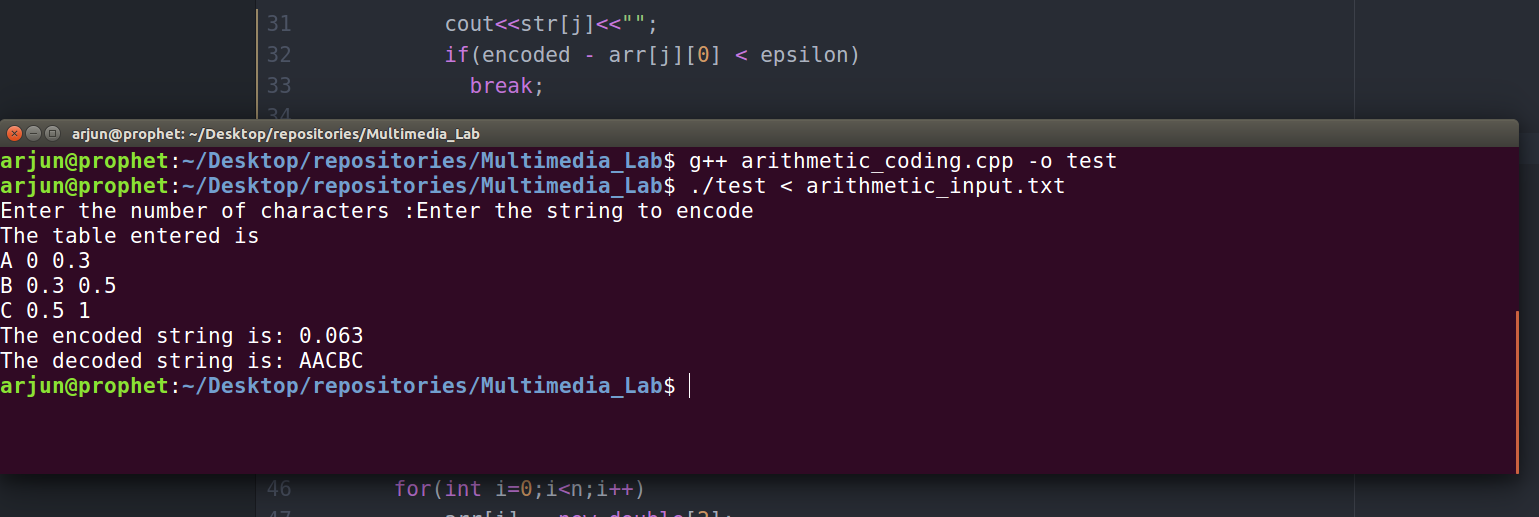 31 cout<<str[j]<<"";
32 if(encoded - arr[j][0] < epsilon)
33 break;
34
arjun@prophet: ~/Desktop/repositories/Multimedia_Lab
arjun@prophet:~/Desktop/repositories/Multimedia_Lab$ g++ arithmetic_coding.cpp -o test
arjun@prophet:~/Desktop/repositories/Multimedia_Lab$ ./test < arithmetic_input.txt
Enter the number of characters :Enter the string to encode
The table entered is
A 0 0.3
B 0.3 0.5
C 0.5 1
The encoded string is: 0.063
The decoded string is: AACBC
arjun@prophet:~/Desktop/repositories/Multimedia_Lab$
46 for(int i=0;i<n;i++)
47 arr[i] = new double[2];